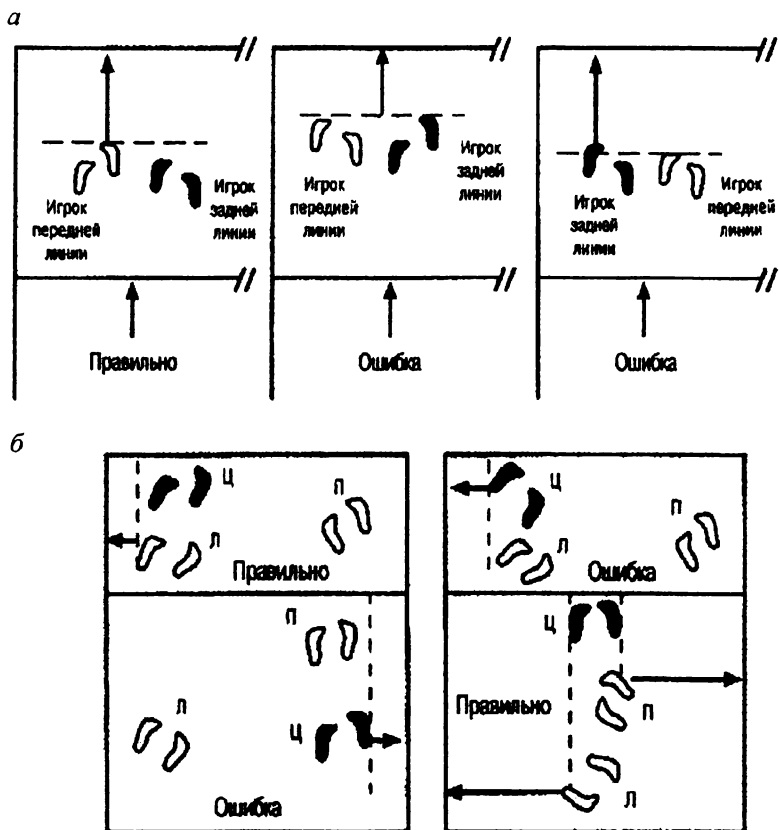 а
Игрок
передней
линии
Игрок
задней
линии
Правильно
Игрок
передней
линии
Игрок
задней
линии
Ошибка
Игрок
задней
линии
Игрок
передней
линии
Ошибка
б
Ц
П
Л
Правильно
П
Л
Ц
Ошибка
Ц
П
Л
Ошибка
Ц
Правильно
П
Л